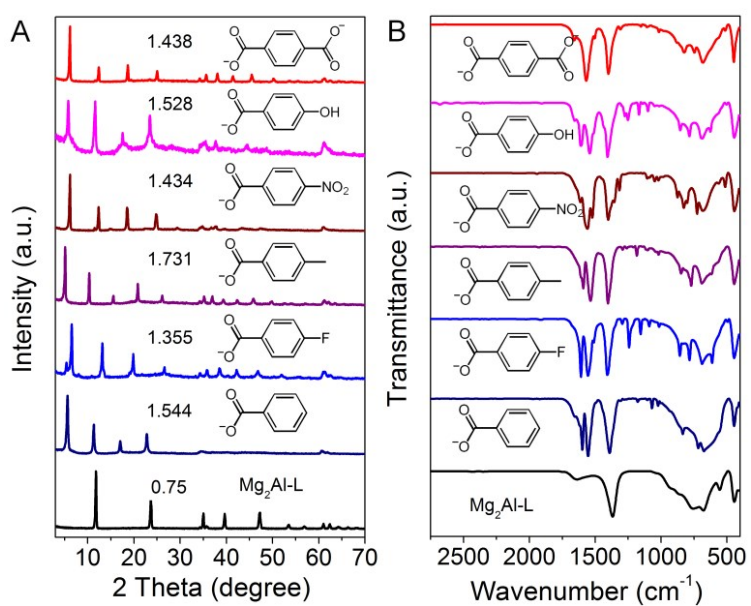 A
1.438
O
O⁻
⁻O
O
1.528
O
OH
⁻O
1.434
O
NO₂
⁻O
1.731
O
⁻O
1.355
O
F
⁻O
1.544
O
⁻O
0.75 Mg₂Al-L
Intensity (a.u.)
10 20 30 40 50 60 70
2 Theta (degree)
B
O
⁻O
O
O
OH
⁻O
O
NO₂
⁻O
O
⁻O
O
F
⁻O
O
⁻O
Mg₂Al-L
Transmittance (a.u.)
2500 2000 1500 1000 500
Wavenumber (cm⁻¹)